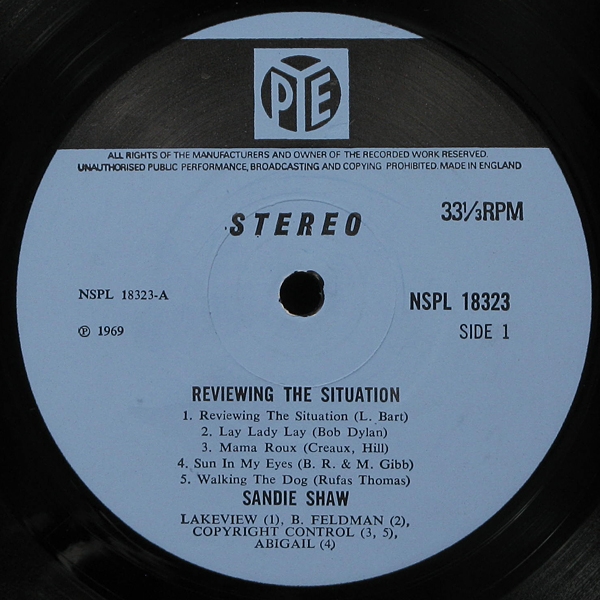 PYE
ALL RIGHTS OF THE MANUFACTURERS AND OWNER OF THE RECORDED WORK RESERVED.
UNAUTHORISED PUBLIC PERFORMANCE, BROADCASTING AND COPYING PROHIBITED. MADE IN ENGLAND
STEREO
33⅓RPM
NSPL 18323-A
NSPL 18323
℗ 1969
SIDE 1
REVIEWING THE SITUATION
1. Reviewing The Situation (L. Bart)
2. Lay Lady Lay (Bob Dylan)
3. Mama Roux (Creaux, Hill)
4. Sun In My Eyes (B. R. & M. Gibb)
5. Walking The Dog (Rufas Thomas)
SANDIE SHAW
LAKEVIEW (1), B. FELDMAN (2),
COPYRIGHT CONTROL (3, 5),
ABIGAIL (4)